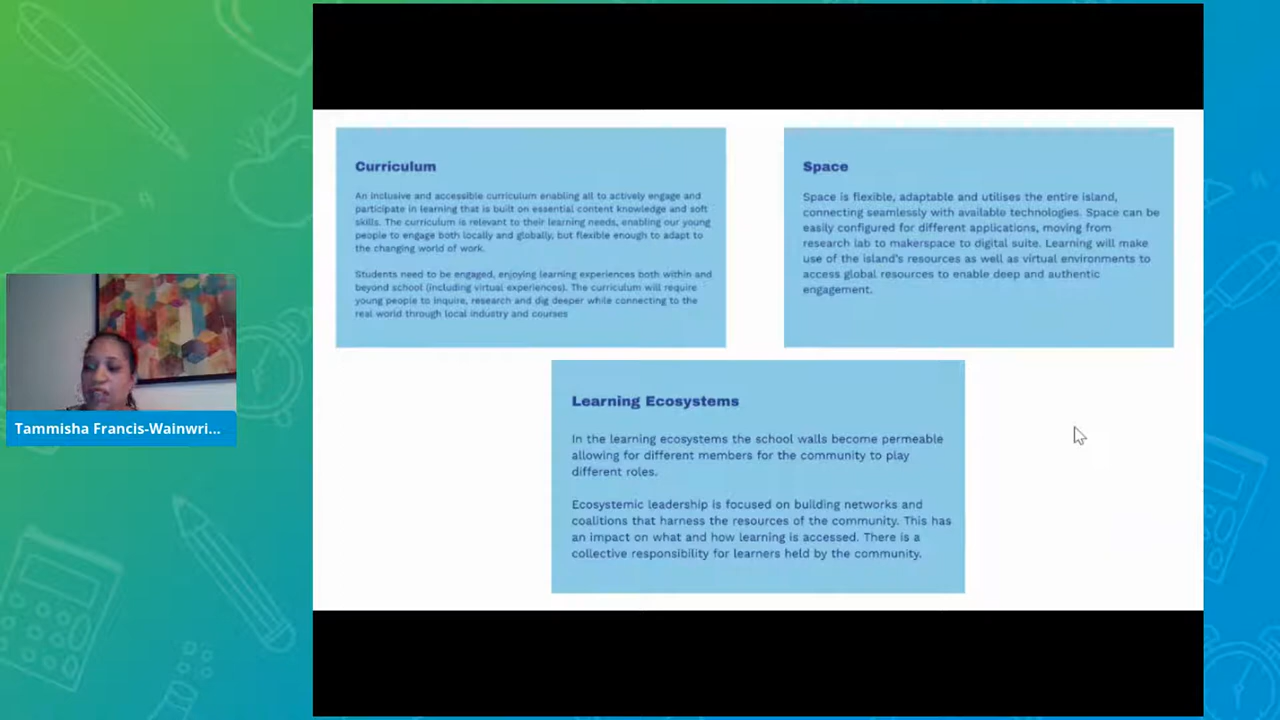 Curriculum
An inclusive and accessible curriculum enabling all to actively engage and
participate in learning that is built on essential content knowledge and soft
skills. The curriculum is relevant to their learning needs, enabling our young
people to engage both locally and globally, but flexible enough to adapt to
the changing world of work.
Students need to be engaged, enjoying learning experiences both within and
beyond school (including virtual experiences). The curriculum will require
young people to inquire, research and dig deeper while connecting to the
real world through local industry and courses
Space
Space is flexible, adaptable and utilises the entire island,
connecting seamlessly with available technologies. Space can be
easily configured for different applications, moving from
research lab to makerspace to digital suite. Learning will make
use of the island's resources as well as virtual environments to
access global resources to enable deep and authentic
engagement.
Learning Ecosystems
In the learning ecosystems the school walls become permeable
allowing for different members for the community to play
different roles.
Ecosystemic leadership is focused on building networks and
coalitions that harness the resources of the community. This has
an impact on what and how learning is accessed. There is a
collective responsibility for learners held by the community.
Tammisha Francis-Wainwri...